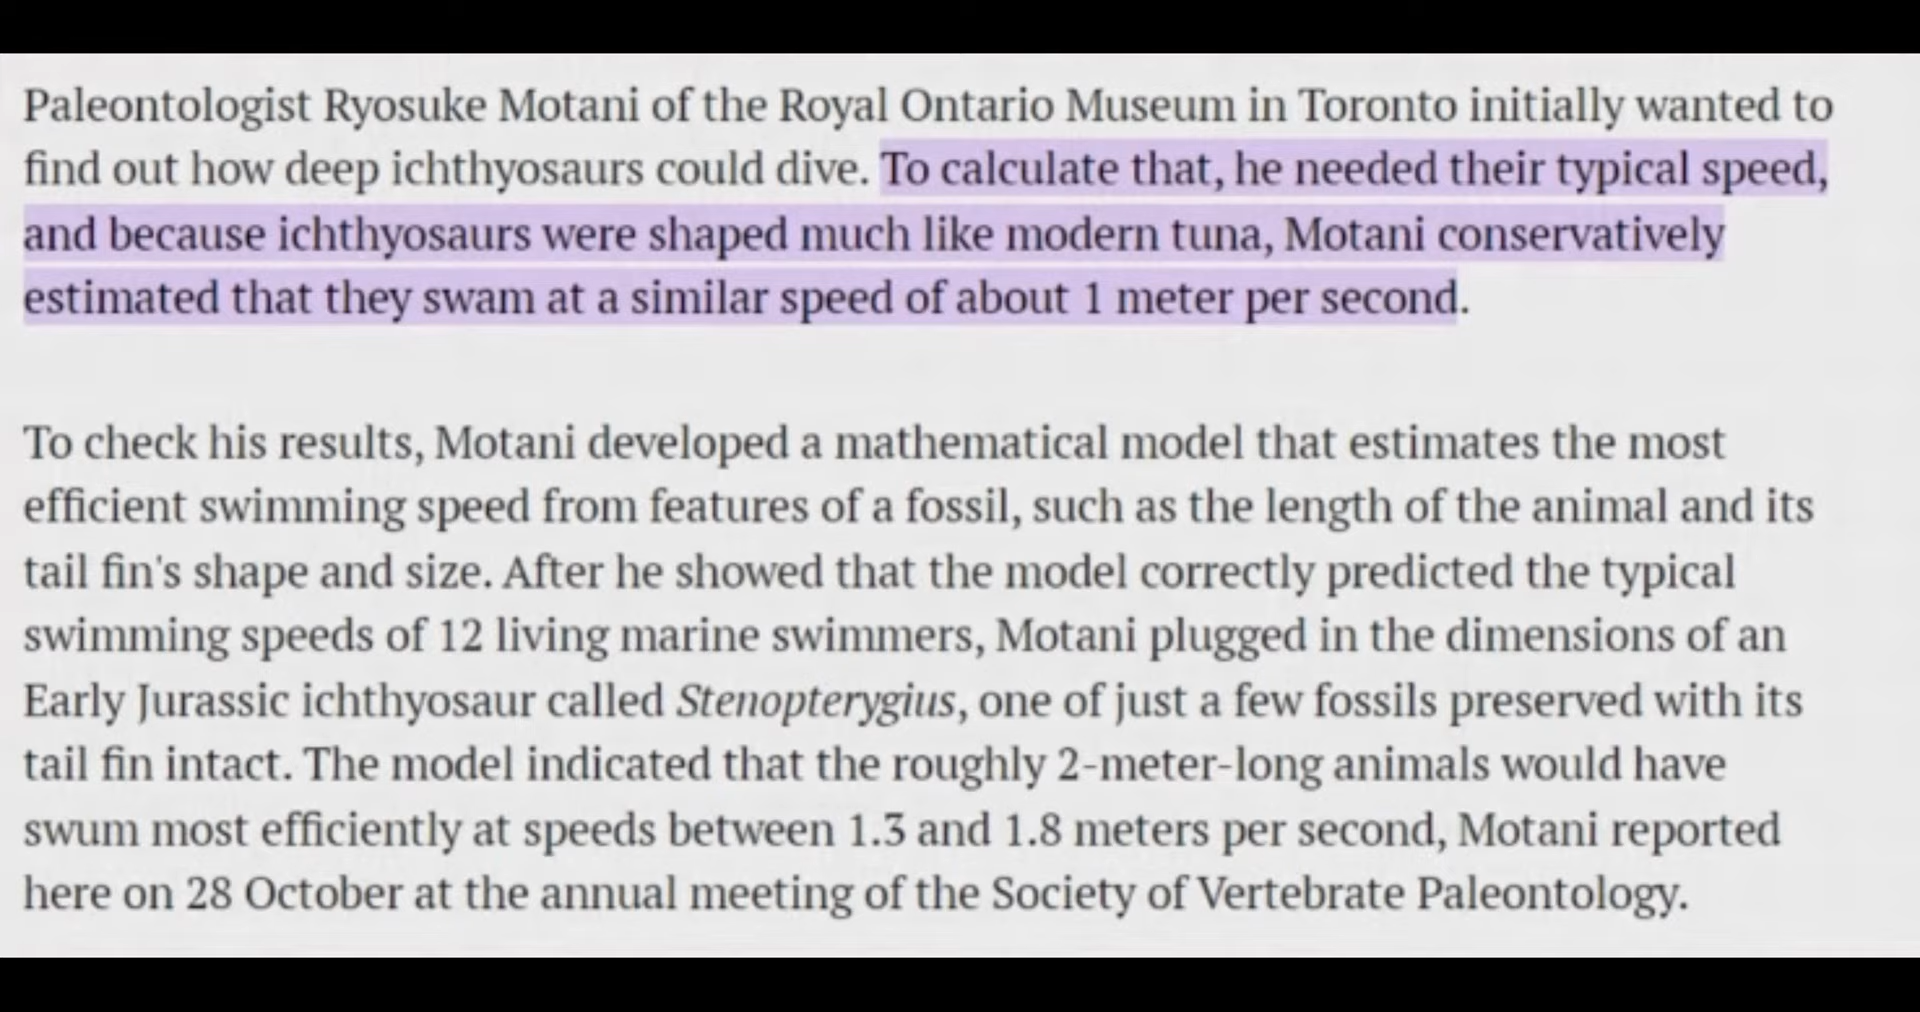 Paleontologist Ryosuke Motani of the Royal Ontario Museum in Toronto initially wanted to
find out how deep ichthyosaurs could dive. To calculate that, he needed their typical speed,
and because ichthyosaurs were shaped much like modern tuna, Motani conservatively
estimated that they swam at a similar speed of about 1 meter per second.
To check his results, Motani developed a mathematical model that estimates the most
efficient swimming speed from features of a fossil, such as the length of the animal and its
tail fin's shape and size. After he showed that the model correctly predicted the typical
swimming speeds of 12 living marine swimmers, Motani plugged in the dimensions of an
Early Jurassic ichthyosaur called Stenopterygius, one of just a few fossils preserved with its
tail fin intact. The model indicated that the roughly 2-meter-long animals would have
swum most efficiently at speeds between 1.3 and 1.8 meters per second, Motani reported
here on 28 October at the annual meeting of the Society of Vertebrate Paleontology.